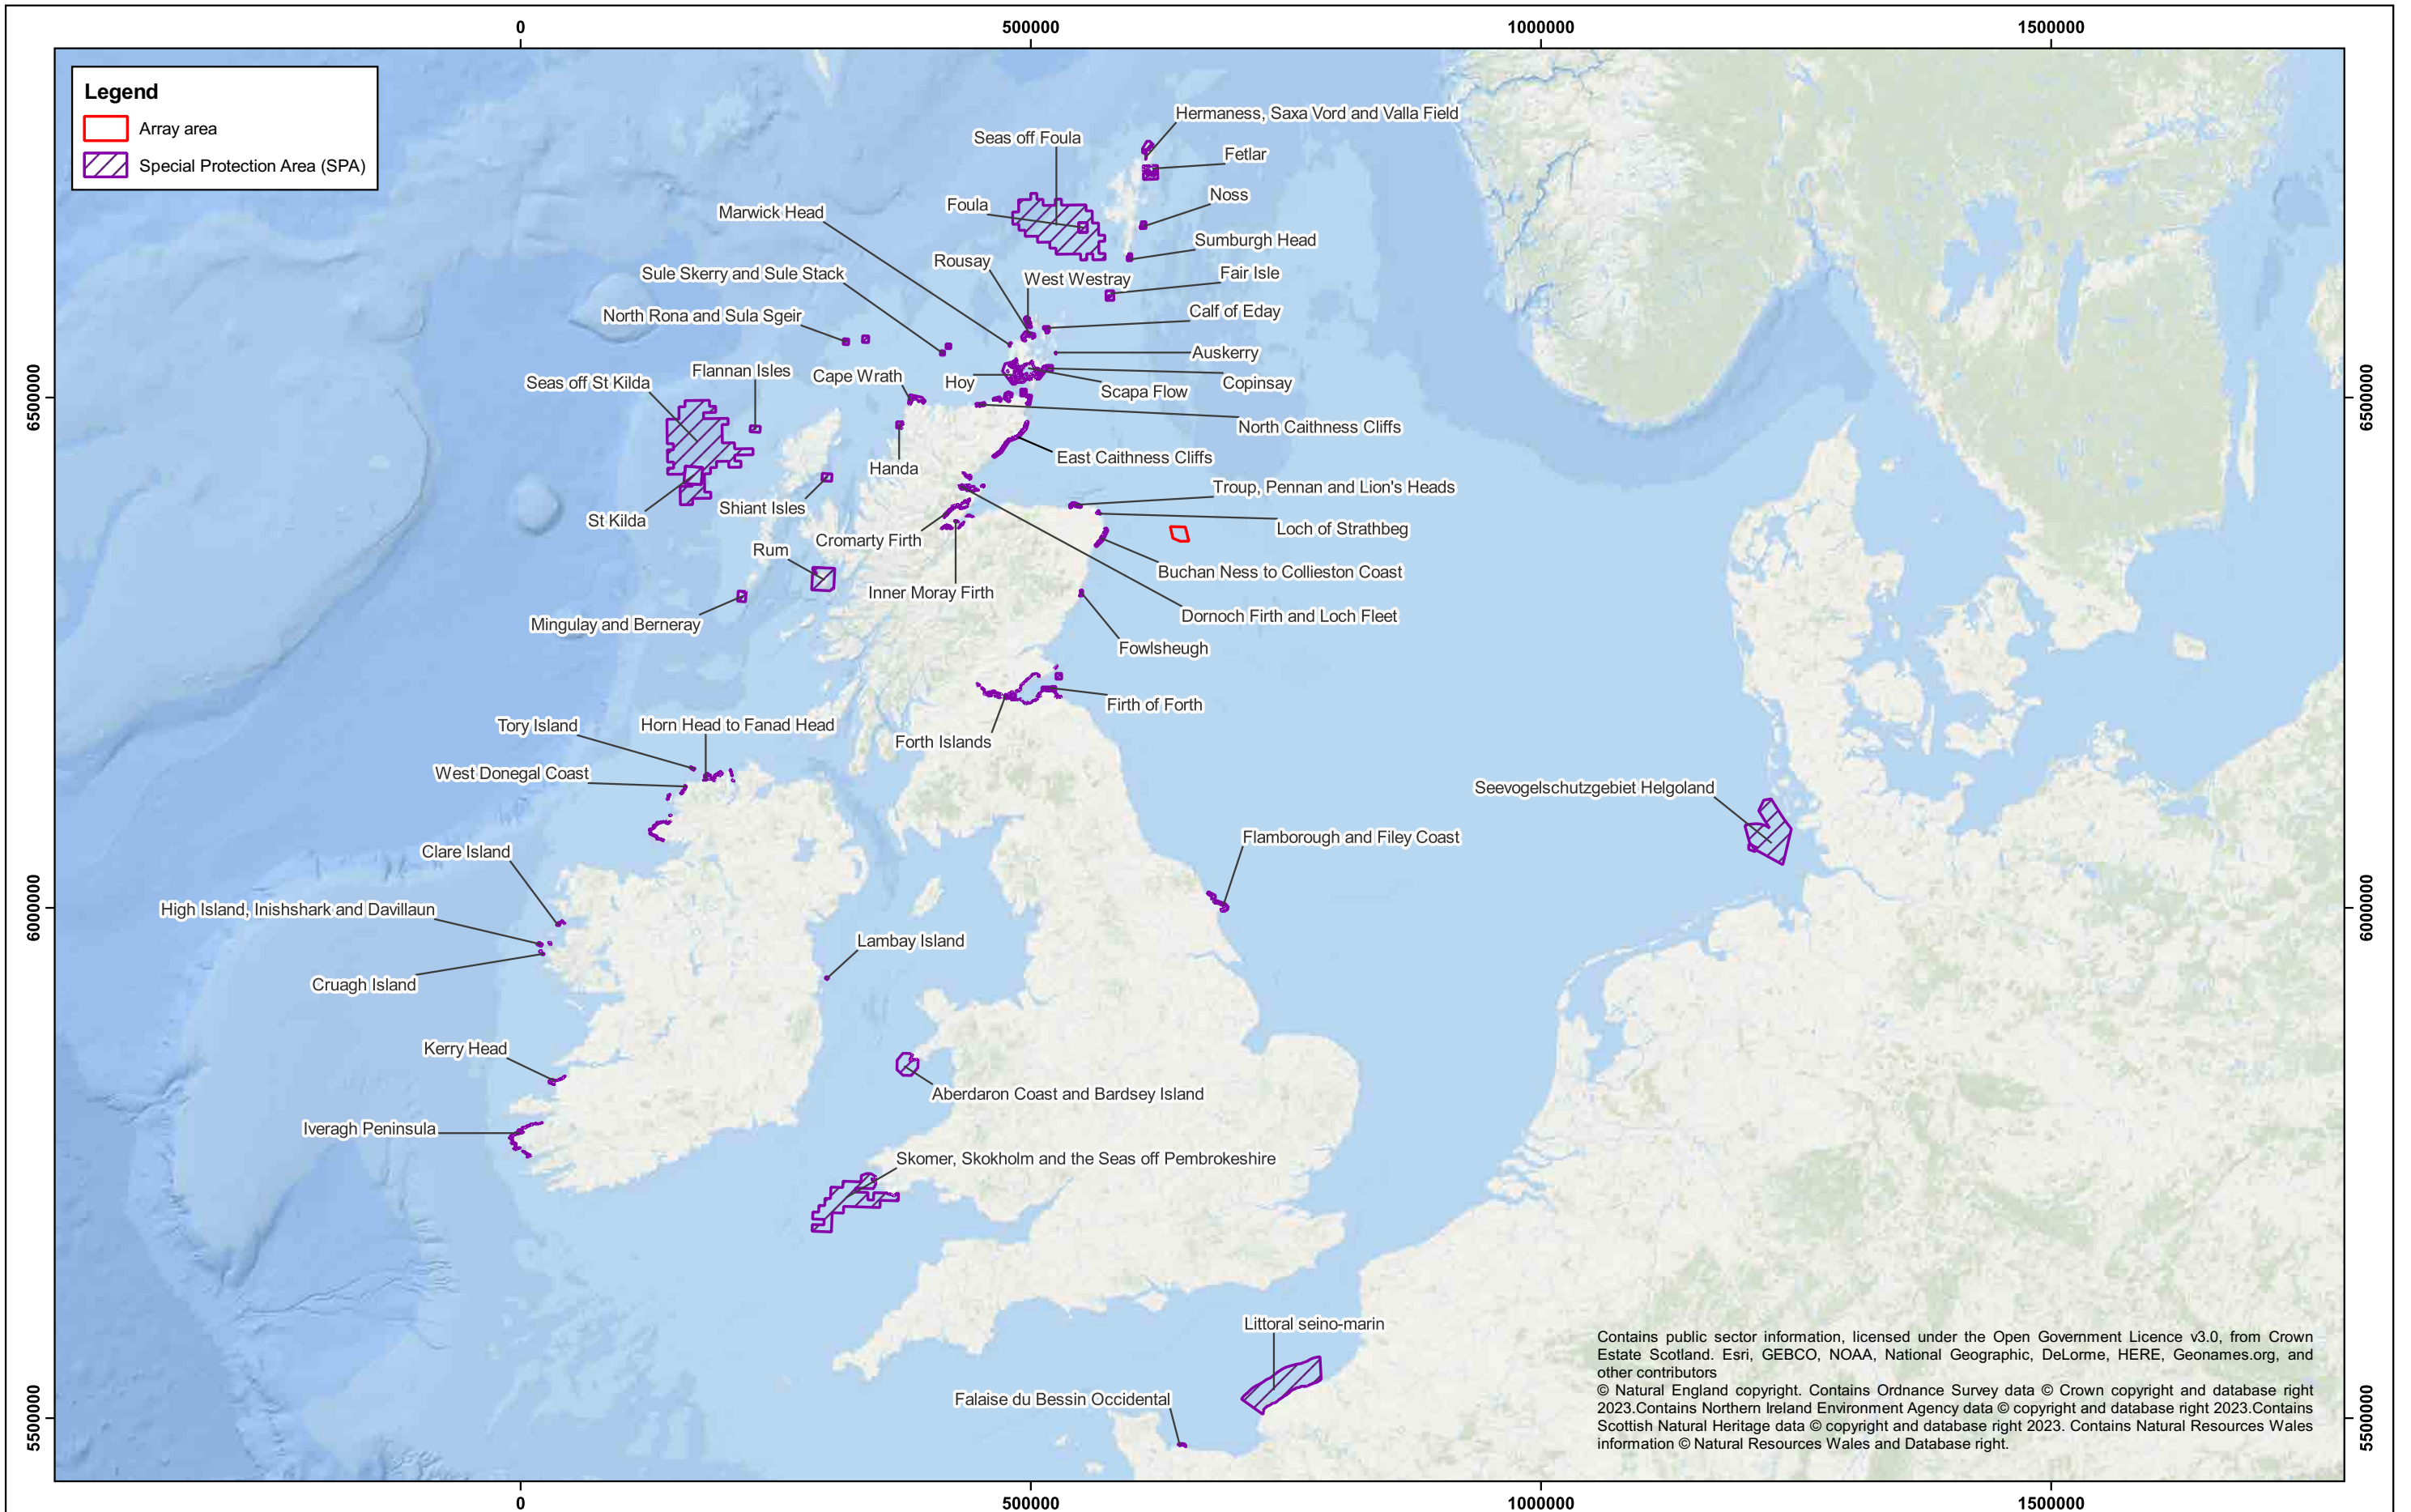 0 500000 1000000 1500000
Legend
Array area
Special Protection Area (SPA)
Hermaness, Saxa Vord and Valla Field
Seas off Foula
Fetlar
Noss
Foula
Marwick Head
Sumburgh Head
Rousay
Fair Isle
Sule Skerry and Sule Stack
West Westray
Calf of Eday
North Rona and Sula Sgeir
Auskerry
Flannan Isles
Cape Wrath
Hoy
Copinsay
Seas off St Kilda
Scapa Flow
6500000
6500000
North Caithness Cliffs
East Caithness Cliffs
Handa
Troup, Pennan and Lion's Heads
Shiant Isles
St Kilda
Loch of Strathbeg
Cromarty Firth
Rum
Buchan Ness to Collieston Coast
Inner Moray Firth
Dornoch Firth and Loch Fleet
Mingulay and Berneray
Fowlsheugh
Firth of Forth
Tory Island
Horn Head to Fanad Head
Forth Islands
West Donegal Coast
Seevogelschutzgebiet Helgoland
Flamborough and Filey Coast
Clare Island
High Island, Inishshark and Davillaun
6000000
6000000
Lambay Island
Cruagh Island
Kerry Head
Aberdaron Coast and Bardsey Island
Iveragh Peninsula
Skomer, Skokholm and the Seas off Pembrokeshire
Littoral seino-marin
Falaise du Bessin Occidental
5500000
5500000
Contains public sector information, licensed under the Open Government Licence v3.0, from Crown
Estate Scotland. Esri, GEBCO, NOAA, National Geographic, DeLorme, HERE, Geonames.org, and
other contributors
© Natural England copyright. Contains Ordnance Survey data © Crown copyright and database right
2023.Contains Northern Ireland Environment Agency data © copyright and database right 2023.Contains
Scottish Natural Heritage data © copyright and database right 2023. Contains Natural Resources Wales
information © Natural Resources Wales and Database right.
0 500000 1000000 1500000